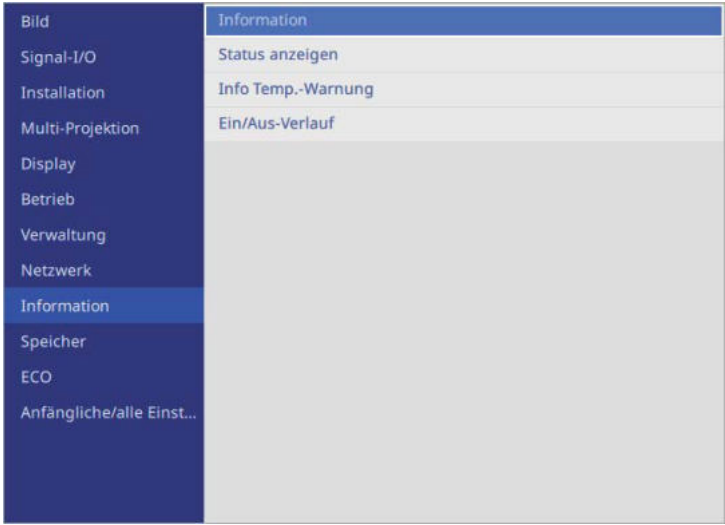 Bild
Signal-I/O
Installation
Multi-Projektion
Display
Betrieb
Verwaltung
Netzwerk
Information
Speicher
ECO
Anfängliche/alle Einst...
Information
Status anzeigen
Info Temp.-Warnung
Ein/Aus-Verlauf